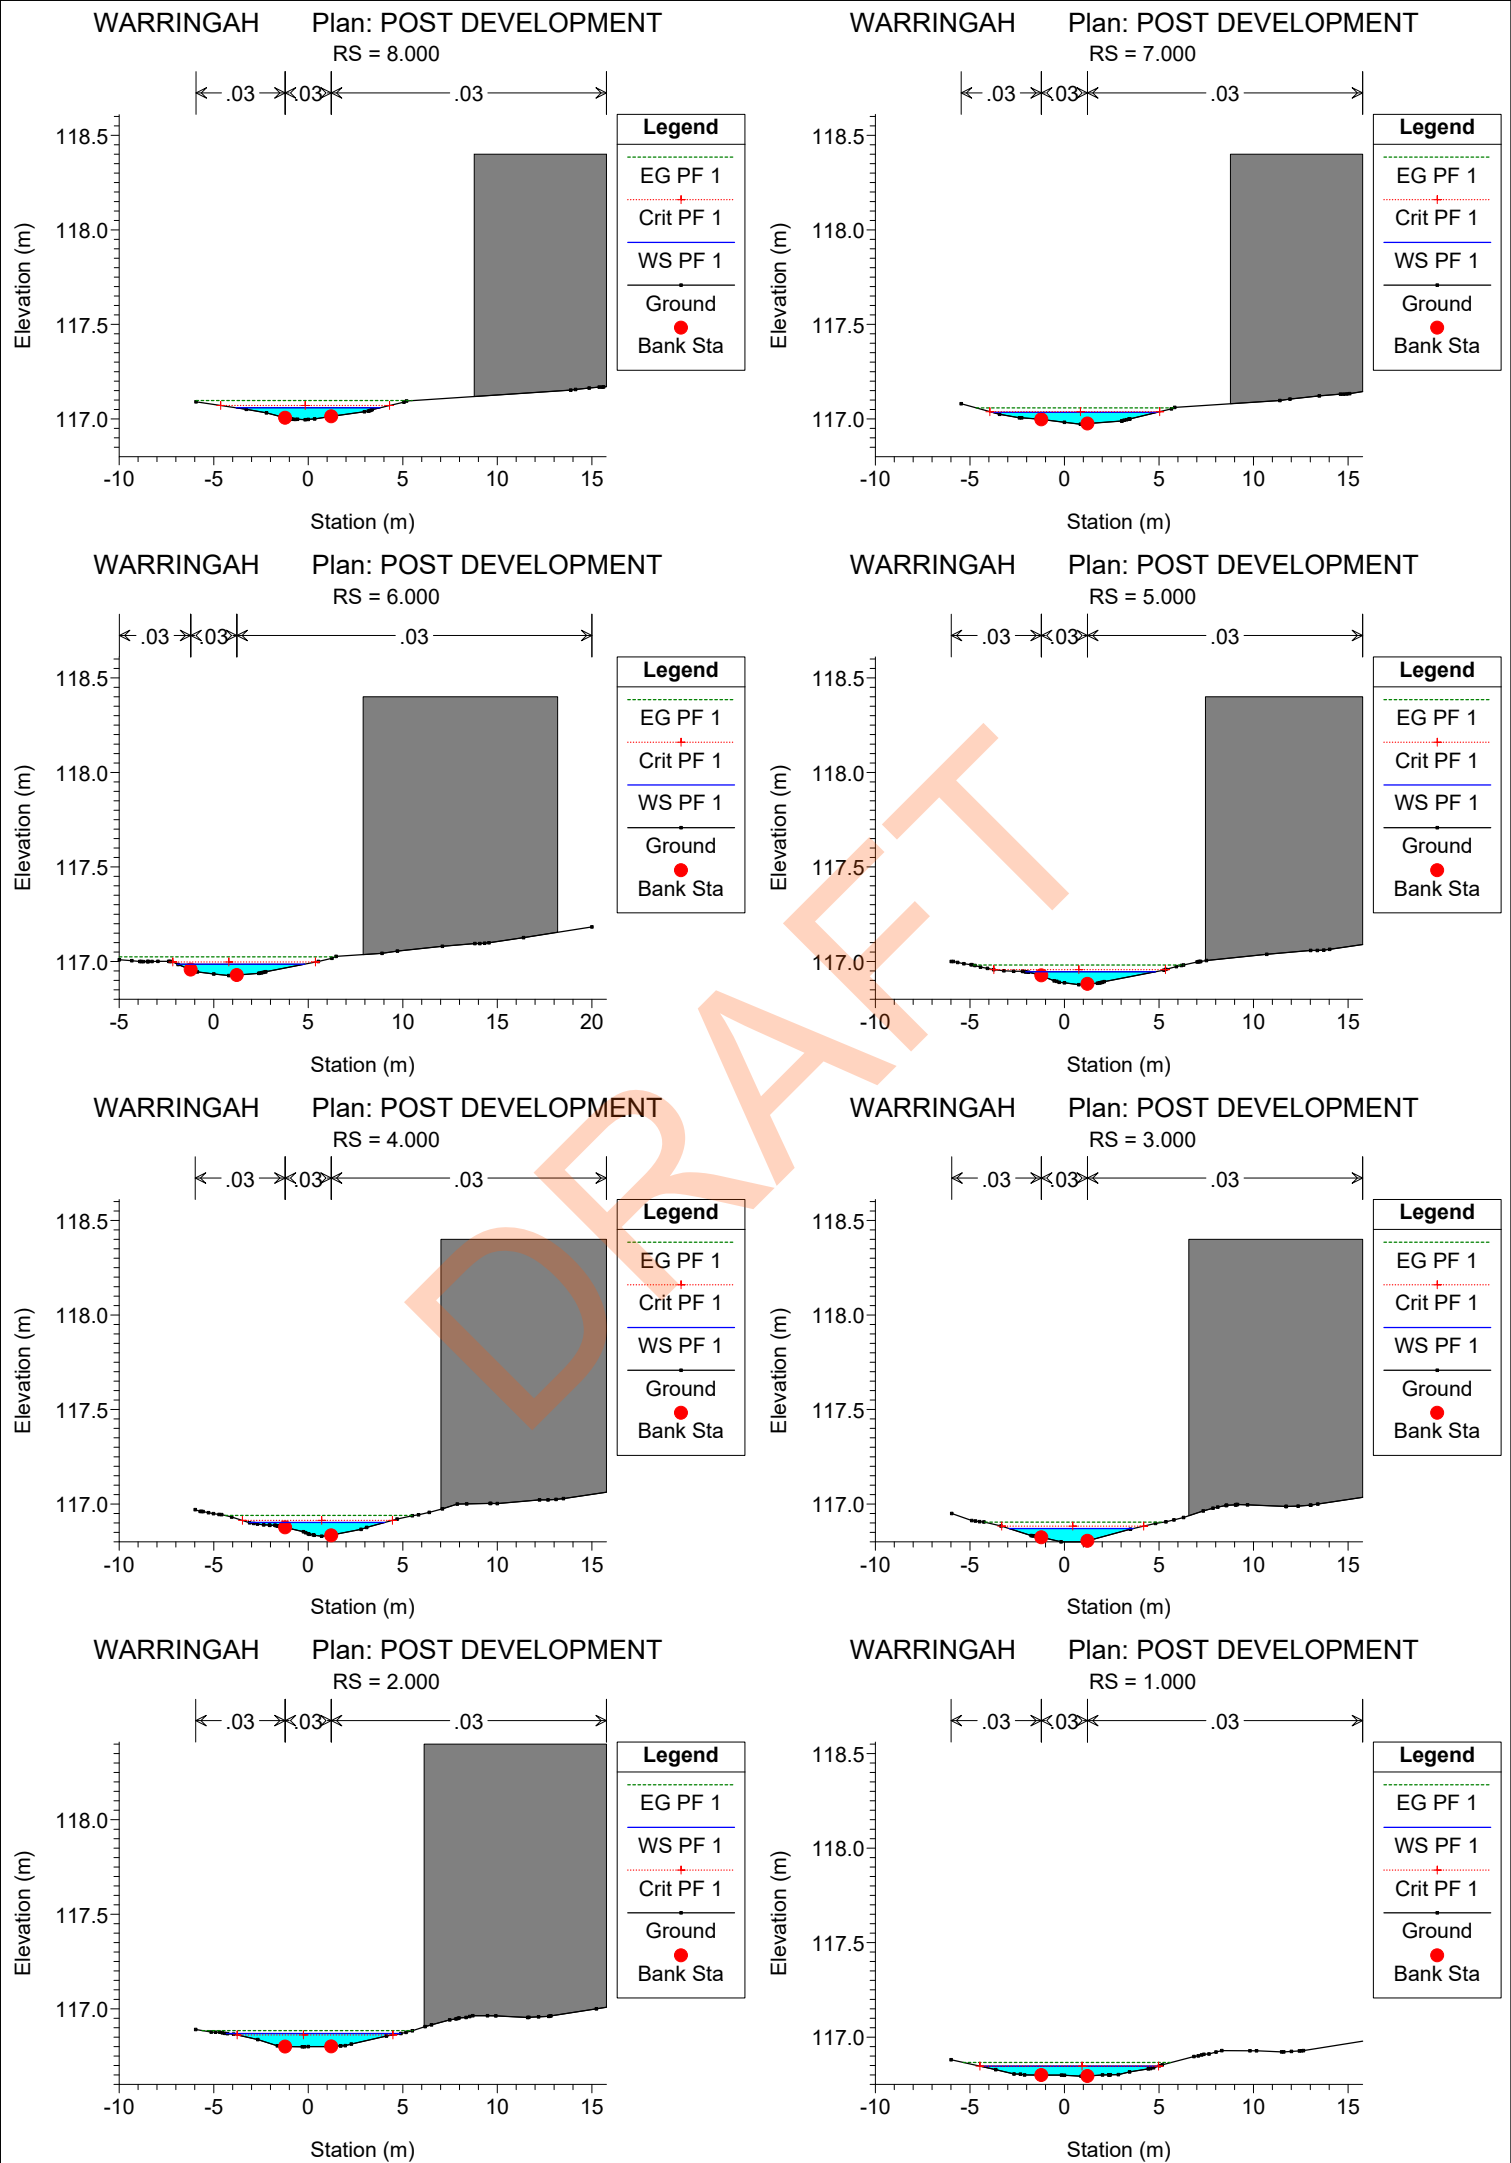 WARRINGAH Plan: POST DEVELOPMENT
RS = 8.000
.03 .03 .03
Elevation (m)
118.5
118.0
117.5
117.0
-10 -5 0 5 10 15
Station (m)
Legend
EG PF 1
Crit PF 1
WS PF 1
Ground
Bank Sta
WARRINGAH Plan: POST DEVELOPMENT
RS = 7.000
.03 .03 .03
Elevation (m)
118.5
118.0
117.5
117.0
-10 -5 0 5 10 15
Station (m)
Legend
EG PF 1
Crit PF 1
WS PF 1
Ground
Bank Sta
WARRINGAH Plan: POST DEVELOPMENT
RS = 6.000
.03 .03 .03
Elevation (m)
118.5
118.0
117.5
117.0
-5 0 5 10 15 20
Station (m)
Legend
EG PF 1
Crit PF 1
WS PF 1
Ground
Bank Sta
WARRINGAH Plan: POST DEVELOPMENT
RS = 5.000
.03 .03 .03
Elevation (m)
118.5
118.0
117.5
117.0
-10 -5 0 5 10 15
Station (m)
Legend
EG PF 1
Crit PF 1
WS PF 1
Ground
Bank Sta
WARRINGAH Plan: POST DEVELOPMENT
RS = 4.000
.03 .03 .03
Elevation (m)
118.5
118.0
117.5
117.0
-10 -5 0 5 10 15
Station (m)
Legend
EG PF 1
Crit PF 1
WS PF 1
Ground
Bank Sta
WARRINGAH Plan: POST DEVELOPMENT
RS = 3.000
.03 .03 .03
Elevation (m)
118.5
118.0
117.5
117.0
-10 -5 0 5 10 15
Station (m)
Legend
EG PF 1
Crit PF 1
WS PF 1
Ground
Bank Sta
WARRINGAH Plan: POST DEVELOPMENT
RS = 2.000
.03 .03 .03
Elevation (m)
118.0
117.5
117.0
-10 -5 0 5 10 15
Station (m)
Legend
EG PF 1
WS PF 1
Crit PF 1
Ground
Bank Sta
WARRINGAH Plan: POST DEVELOPMENT
RS = 1.000
.03 .03 .03
Elevation (m)
118.5
118.0
117.5
117.0
-10 -5 0 5 10 15
Station (m)
Legend
EG PF 1
WS PF 1
Crit PF 1
Ground
Bank Sta
DRAFT